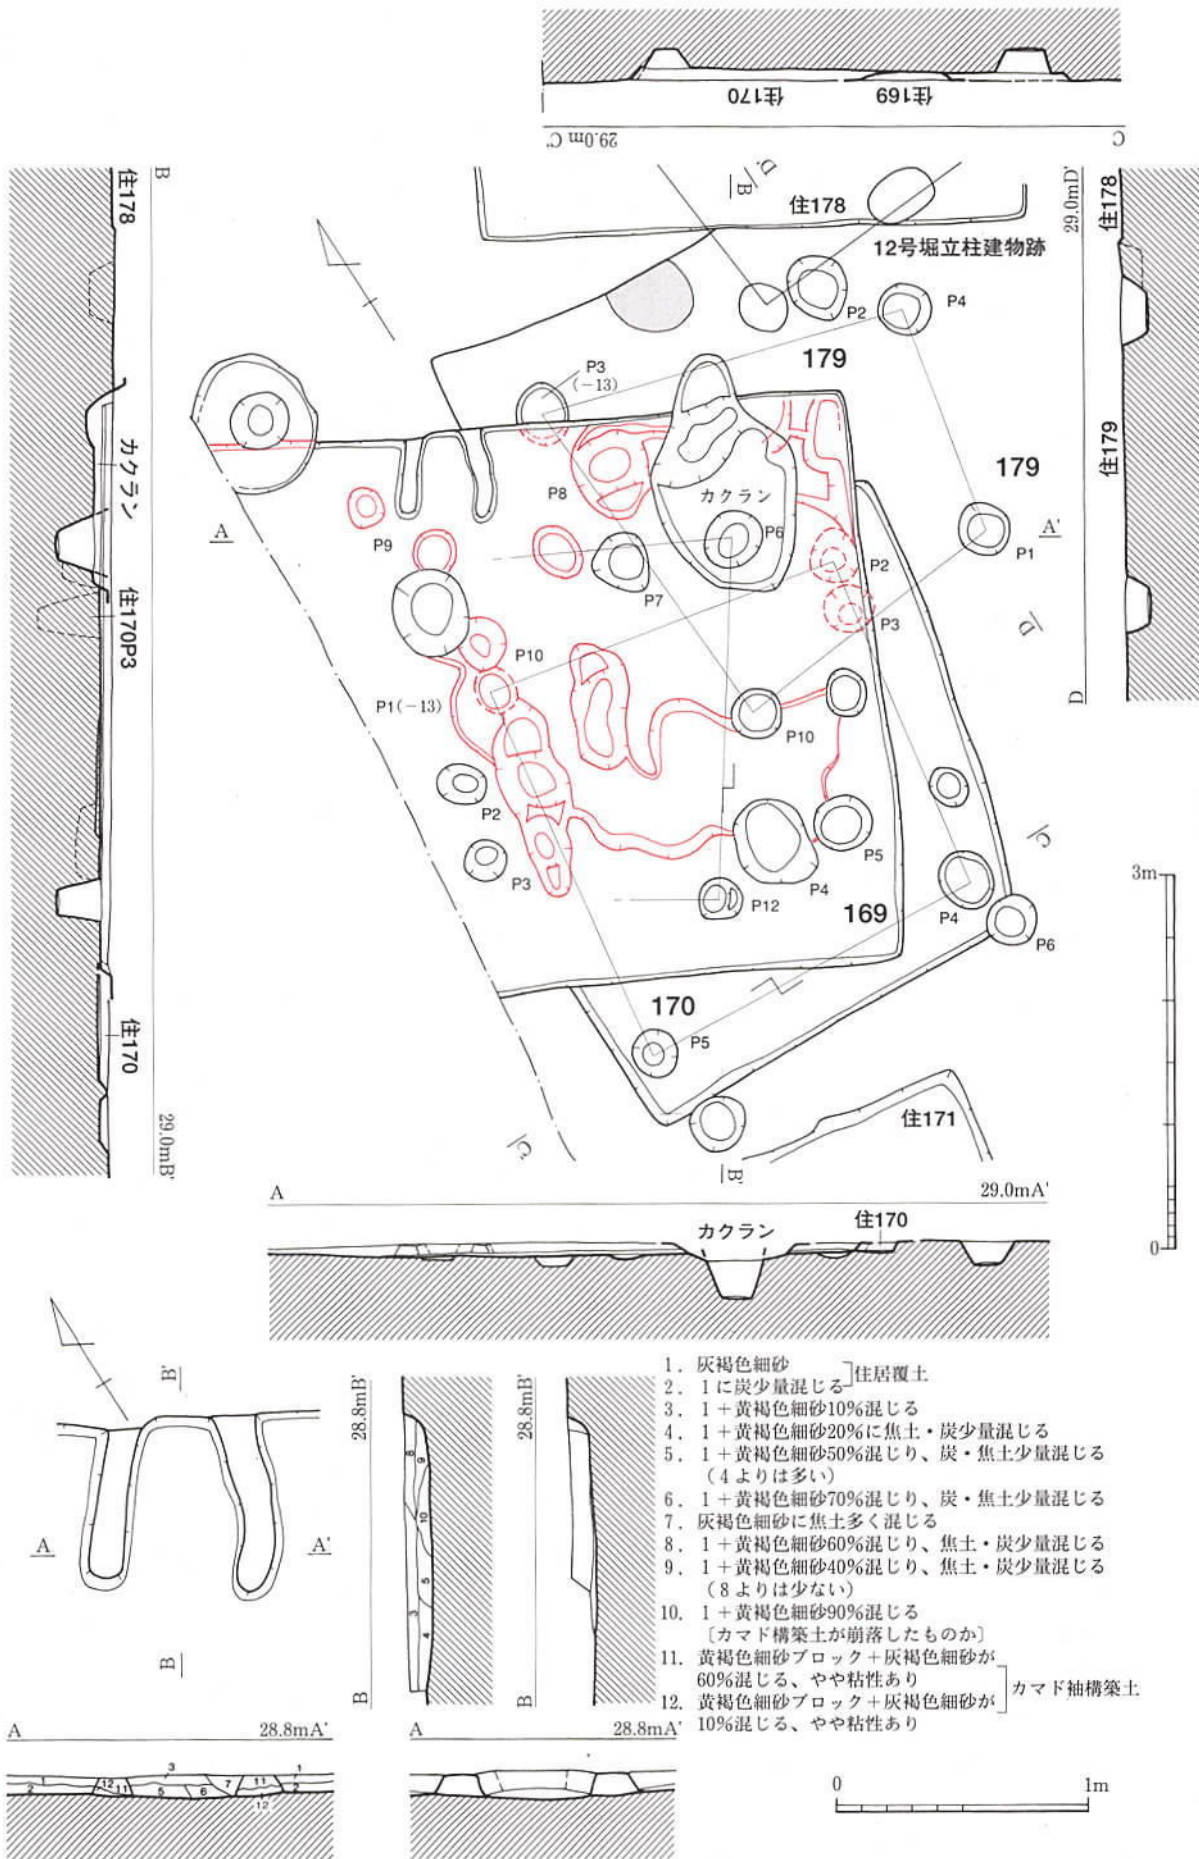 住170
住169
29.0m C'
C
B
住178
カクラン
住170P3
住170
29.0mB'
D'
B
住178
12号堀立柱建物跡
29.0mD'
住178
住179
D
P2
P4
P3
(-13)
179
179
A
A'
P8
カクラン
P6
P9
P7
P1
P2
P3
D
P10
P1(-13)
P10
P2
P3
P5
P4
P12
169
P4
P6
C
170
P5
住171
C'
B'
3m
0
A
29.0mA'
カクラン
住170
B'
A
A'
B
28.8mB'
8
9
10
5
3
4
B
28.8mB'
B
1. 灰褐色細砂
2. 1に炭少量混じる
住居覆土
3. 1+黄褐色細砂10%混じる
4. 1+黄褐色細砂20%に焦土・炭少量混じる
5. 1+黄褐色細砂50%混じり、炭・焦土少量混じる
(4よりは多い)
6. 1+黄褐色細砂70%混じり、炭・焦土少量混じる
7. 灰褐色細砂に焦土多く混じる
8. 1+黄褐色細砂60%混じり、焦土・炭少量混じる
9. 1+黄褐色細砂40%混じり、焦土・炭少量混じる
(8よりは少ない)
10. 1+黄褐色細砂90%混じる
〔カマド構築土が崩落したものか〕
11. 黄褐色細砂ブロック+灰褐色細砂が
60%混じる、やや粘性あり
12. 黄褐色細砂ブロック+灰褐色細砂が
10%混じる、やや粘性あり
カマド袖構築土
A
28.8mA'
1
2
12
11
3
5
6
7
11
12
1
2
A
28.8mA'
0
1m